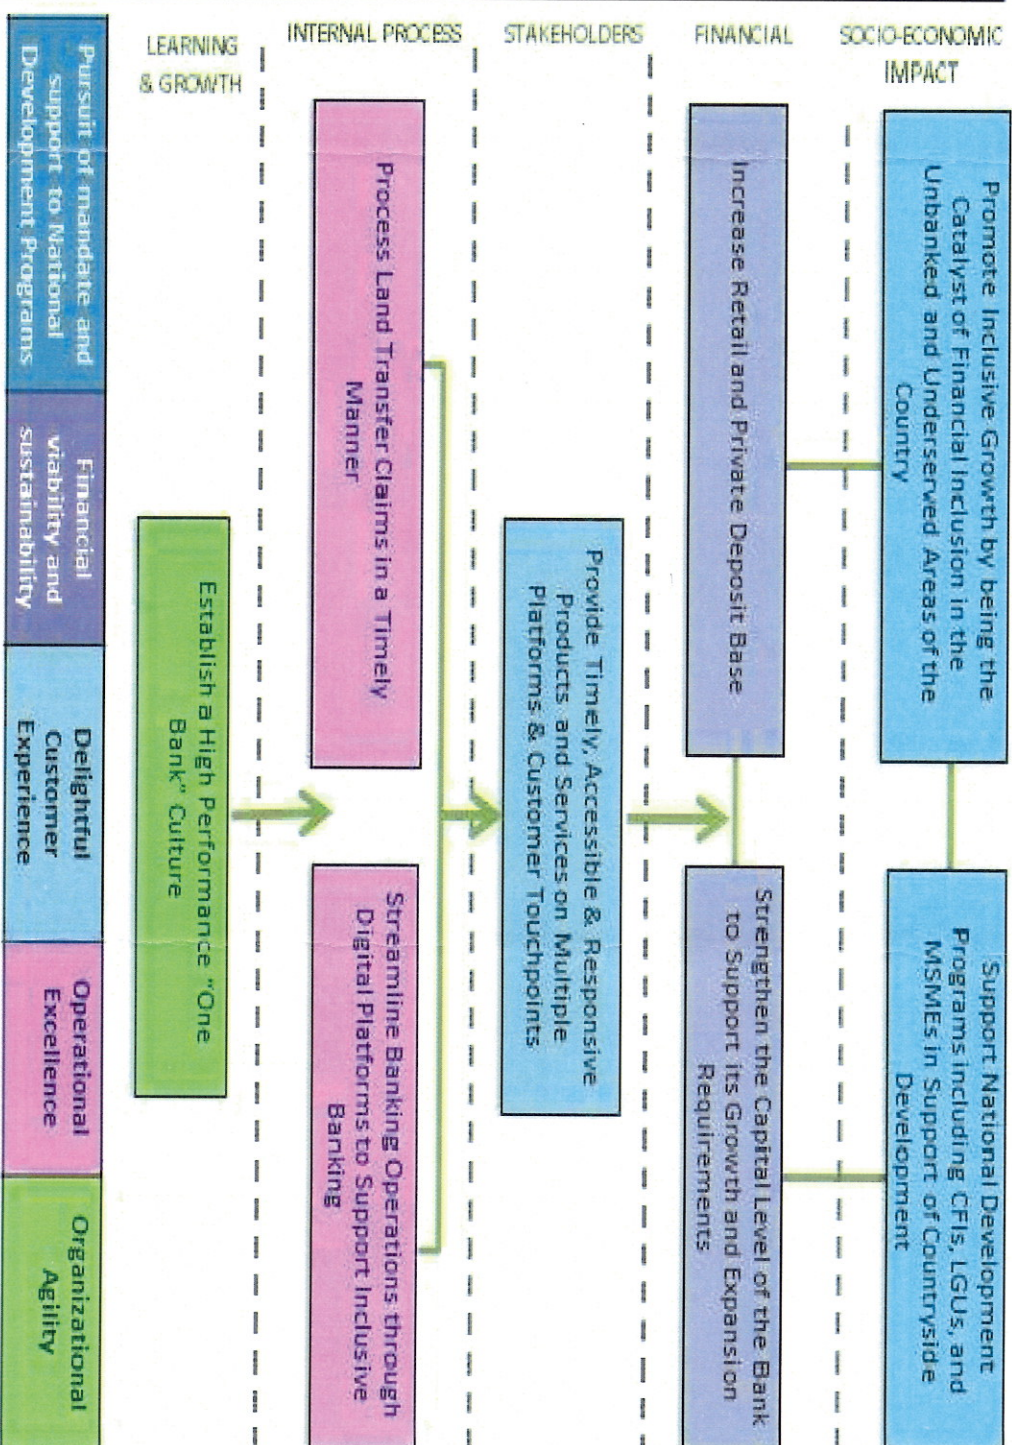 SOCIO-ECONOMIC
IMPACT
Promote Inclusive Growth by being the
Catalyst of Financial Inclusion in the
Unbanked and Underserved Areas of the
Country
Support National Development
Programs including CFIs, LGUs, and
MSMEs in Support of Countryside
Development
FINANCIAL
Increase Retail and Private Deposit Base
Strengthen the Capital Level of the Bank
to Support its Growth and Expansion
Requirements
STAKEHOLDERS
Provide Timely, Accessible & Responsive
Products and Services on Multiple
Platforms & Customer Touchpoints
INTERNAL PROCESS
Process Land Transfer Claims in a Timely
Manner
Streamline Banking Operations through
Digital Platforms to Support Inclusive
Banking
LEARNING
& GROWTH
Establish a High Performance "One
Bank" Culture
Pursuit of mandate and
support to National
Development Programs
Financial
viability and
sustainability
Delightful
Customer
Experience
Operational
Excellence
Organizational
Agility